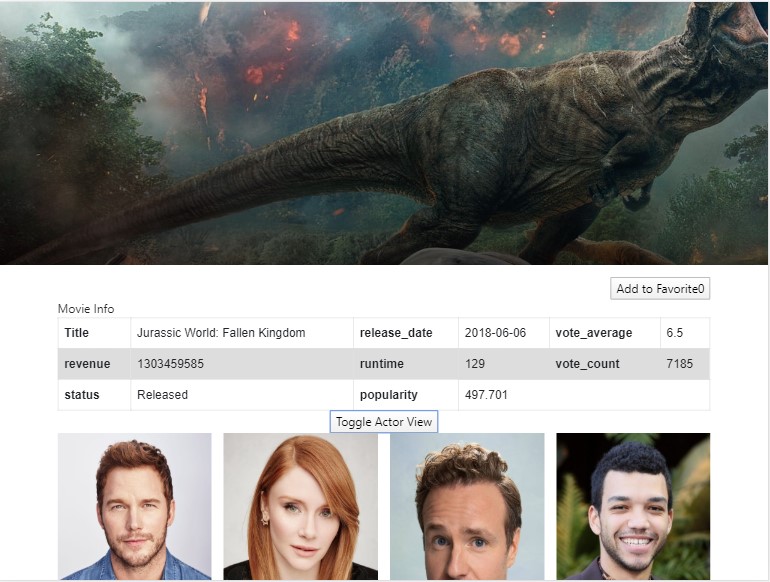 Add to Favorite0
Movie Info
Title Jurassic World: Fallen Kingdom release_date 2018-06-06 vote_average 6.5
revenue 1303459585 runtime 129 vote_count 7185
status Released popularity 497.701
Toggle Actor View